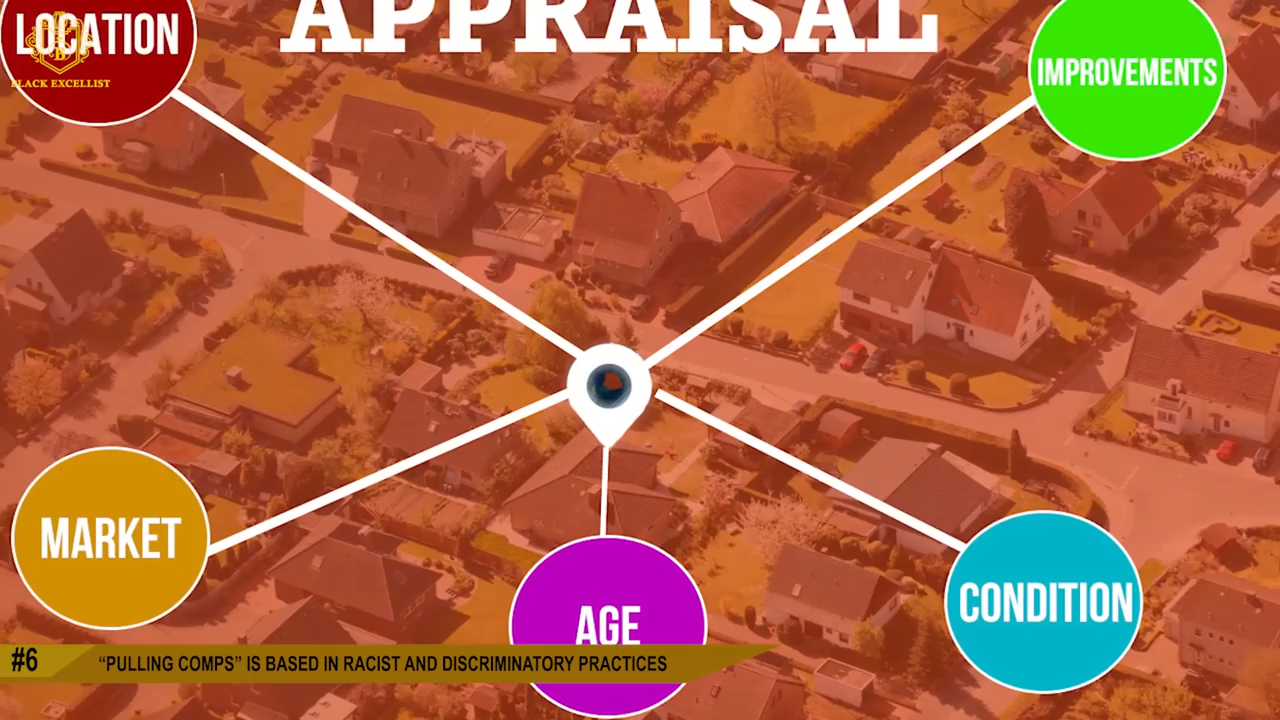 APPRAISAL
LOCATION
BLACK EXCELLIST
IMPROVEMENTS
MARKET
AGE
CONDITION
#6 “PULLING COMPS” IS BASED IN RACIST AND DISCRIMINATORY PRACTICES